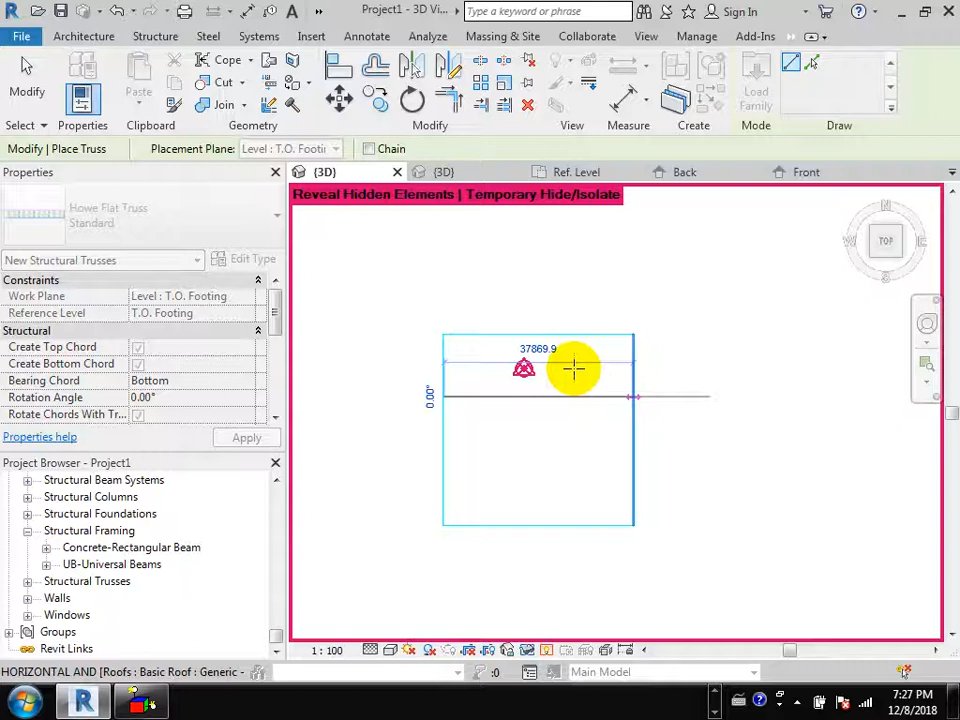 Project1 - 3D Vi...
Type a keyword or phrase
Sign In
File Architecture Structure Steel Systems Insert Annotate Analyze Massing & Site Collaborate View Manage Add-Ins
Modify
Paste
Cope
Cut
Join
Load
Family
Select Properties Clipboard Geometry Modify View Measure Create Mode Draw
Modify | Place Truss Placement Plane: Level : T.O. Footin Chain
Properties
{3D}
{3D}
Ref. Level
Back
Front
Reveal Hidden Elements | Temporary Hide/Isolate
Howe Flat Truss
Standard
New Structural Trusses
Edit Type
Constraints
Work Plane Level : T.O. Footing
Reference Level T.O. Footing
Structural
Create Top Chord
Create Bottom Chord
Bearing Chord Bottom
Rotation Angle 0.00°
Rotate Chords With Tr...
Properties help
Apply
N
W
TOP
E
S
37869.9
0.00°
Project Browser - Project1
Structural Beam Systems
Structural Columns
Structural Foundations
Structural Framing
Concrete-Rectangular Beam
UB-Universal Beams
Structural Trusses
Walls
Windows
Groups
Revit Links
1 : 100
HORIZONTAL AND [Roofs : Basic Roof : Generic -
:0
Main Model
7:27 PM
12/8/2018